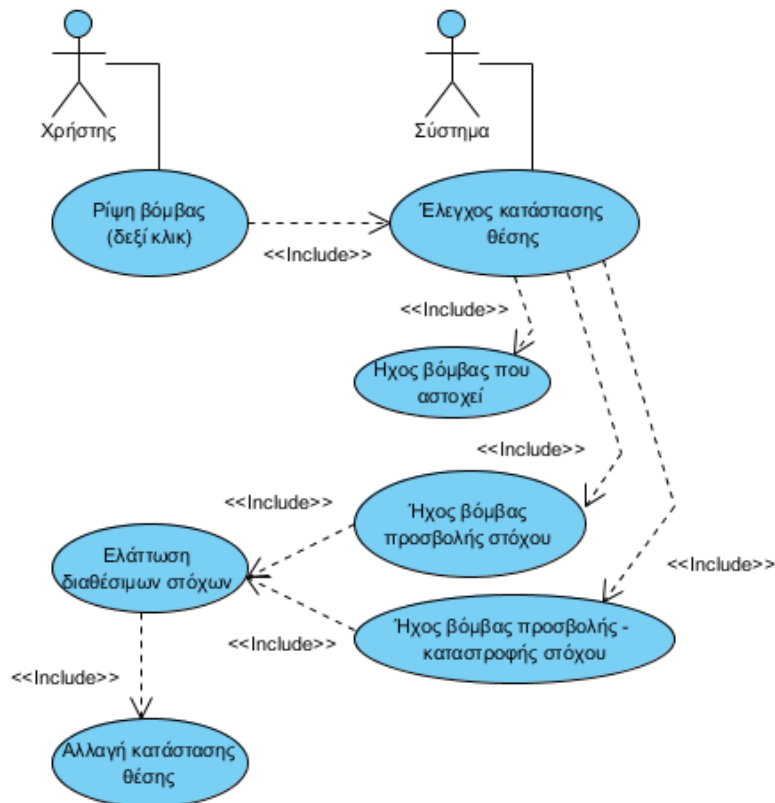 Χρήστης
Σύστημα
Ρίψη βόμβας
(δεξί κλικ)
<<Include>>
Έλεγχος κατάστασης
θέσης
<<Include>>
Ηχος βόμβας που
αστοχεί
<<Include>>
Ήχος βόμβας
προσβολής στόχου
<<Include>>
Ελάττωση
διαθέσιμων στόχων
<<Include>>
Ήχος βόμβας προσβολής -
καταστροφής στόχου
<<Include>>
<<Include>>
Αλλαγή κατάστασης
θέσης